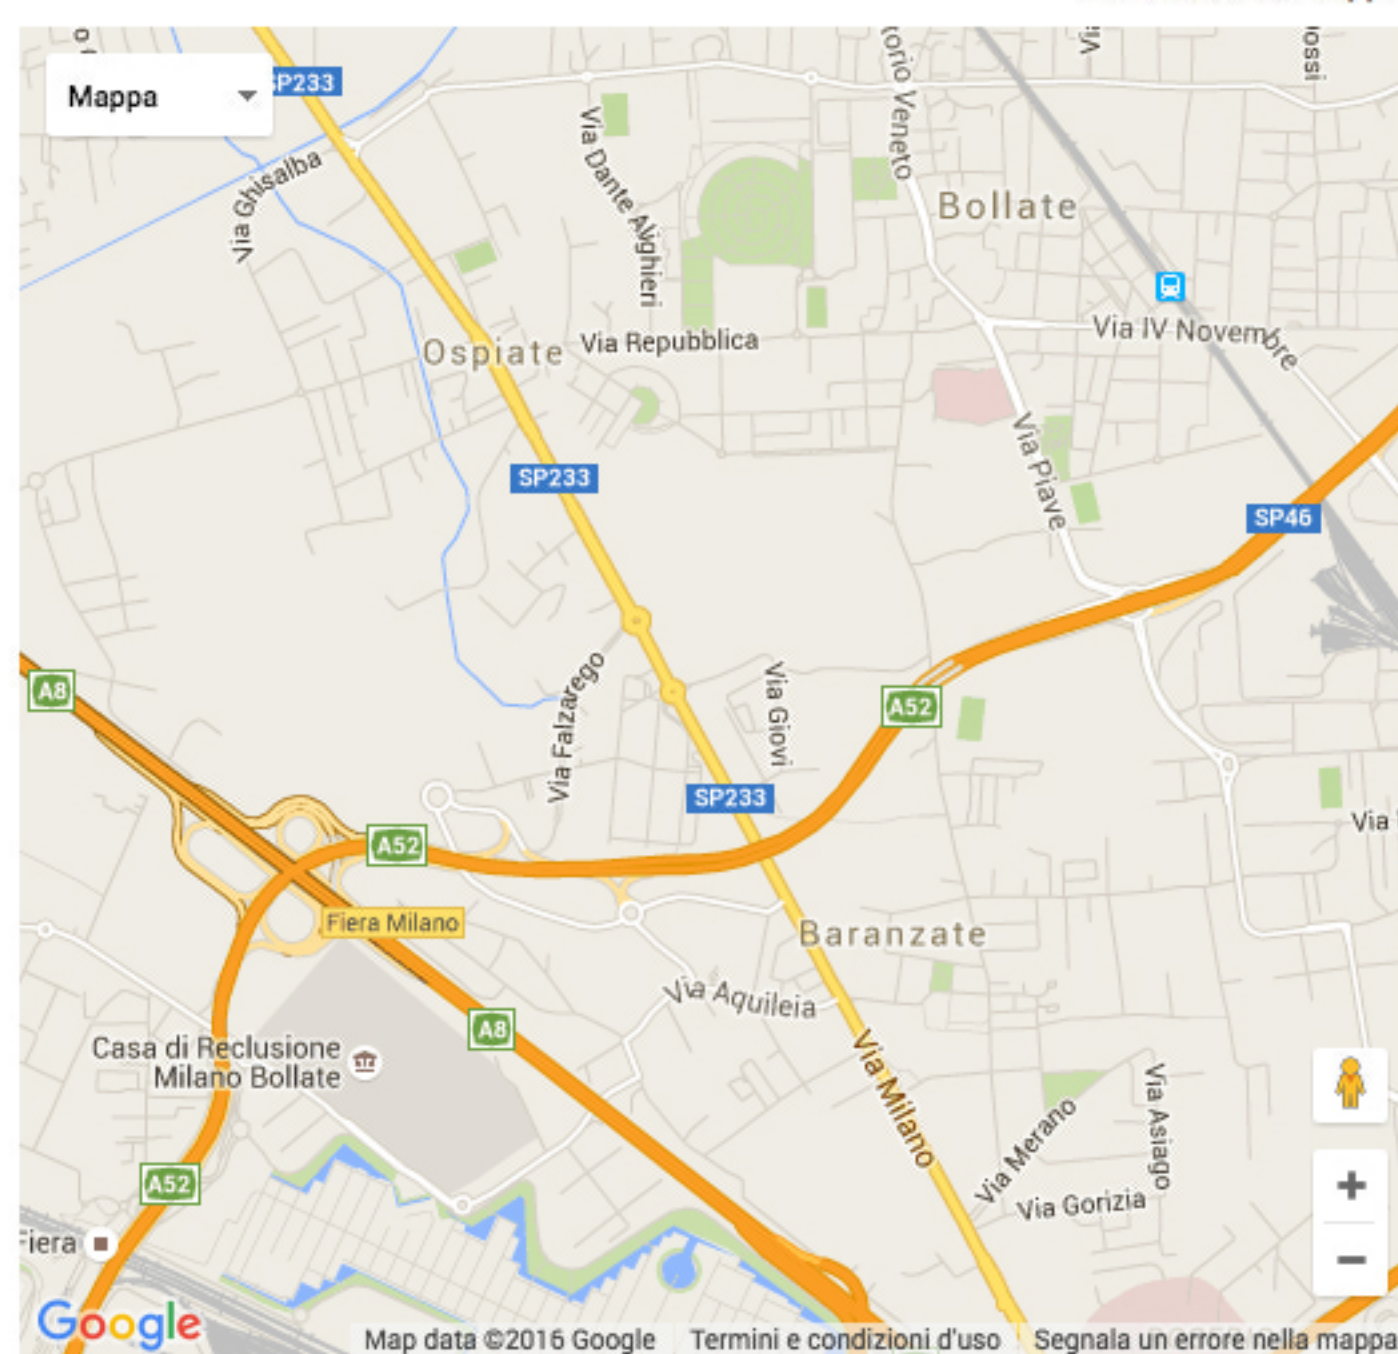 Mappa
SP233
Via Ghisalba
Via Dante Alighieri
Vittorio Veneto
Via
Bollate
Ospiate
Via Repubblica
Via IV Novembre
Via Piave
SP233
SP46
A8
Via Falzarego
Via Giovi
A52
SP233
Via
A52
Fiera Milano
Baranzate
Via Aquileia
A8
Casa di Reclusione
Milano Bollate
Via Milano
Via Merano
Via Asiago
Via Gorizia
A52
+
Fiera
−
Google
Map data ©2016 Google
Termini e condizioni d'uso
Segnala un errore nella mappa